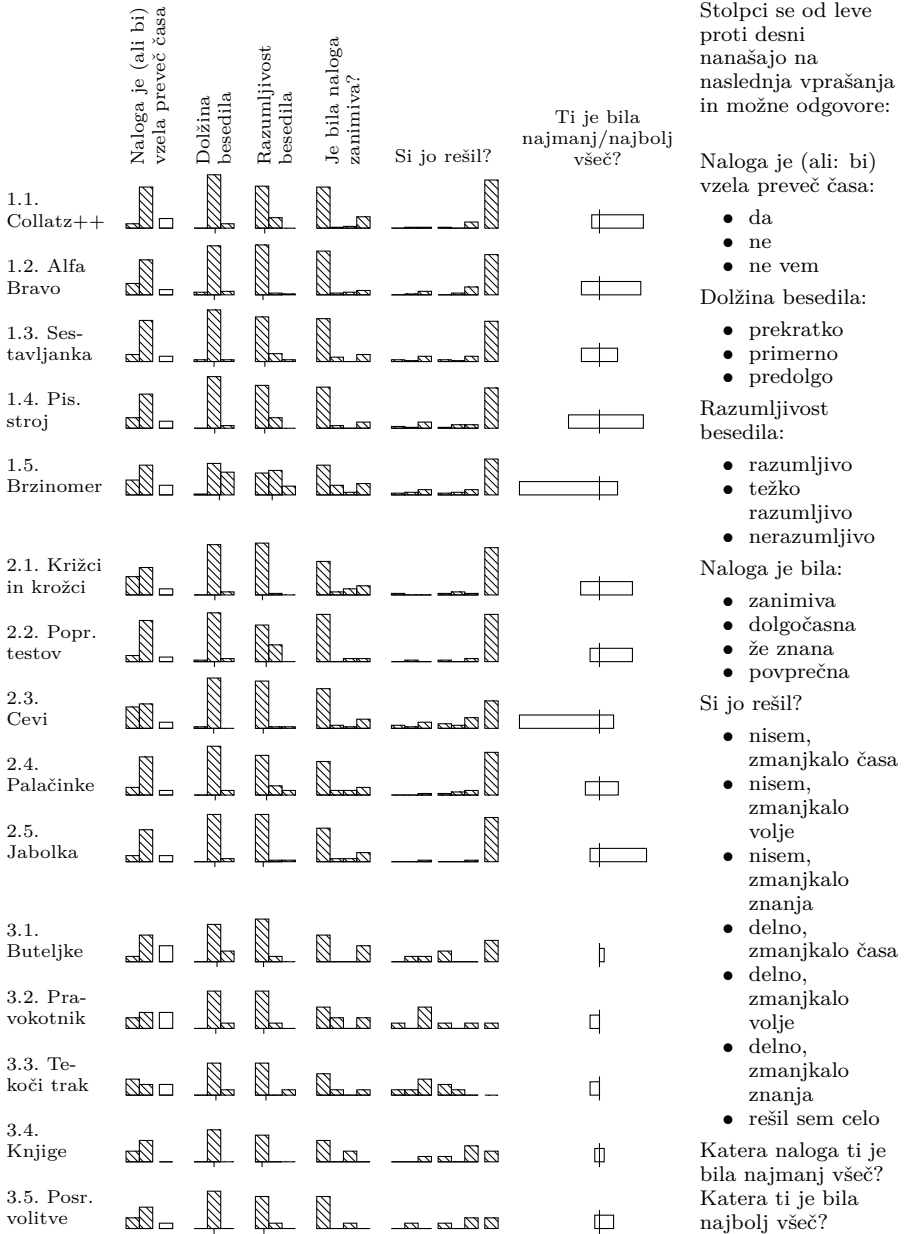 Naloga je (ali bi)
vzela preveč časa
Dolžina
besedila
Razumljivost
besedila
Je bila naloga
zanimiva?
Si jo rešil?
Ti je bila
najmanj/najbolj
všeč?
1.1.
Collatz++
1.2. Alfa
Bravo
1.3. Ses-
tavljanka
1.4. Pis.
stroj
1.5.
Brzinomer
2.1. Križci
in krožci
2.2. Popr.
testov
2.3.
Cevi
2.4.
Palačinke
2.5.
Jabolka
3.1.
Buteljke
3.2. Pra-
vokotnik
3.3. Te-
koči trak
3.4.
Knjige
3.5. Posr.
volitve
Stolpci se od leve
proti desni
nanašajo na
naslednja vprašanja
in možne odgovore:
Naloga je (ali: bi)
vzela preveč časa:
• da
• ne
• ne vem
Dolžina besedila:
• prekratko
• primerno
• predolgo
Razumljivost
besedila:
• razumljivo
• težko
razumljivo
• nerazumljivo
Naloga je bila:
• zanimiva
• dolgočasna
• že znana
• povprečna
Si jo rešil?
• nisem,
zmanjkalo časa
• nisem,
zmanjkalo
volje
• nisem,
zmanjkalo
znanja
• delno,
zmanjkalo časa
• delno,
zmanjkalo
volje
• delno,
zmanjkalo
znanja
• rešil sem celo
Katera naloga ti je
bila najmanj všeč?
Katera ti je bila
najbolj všeč?